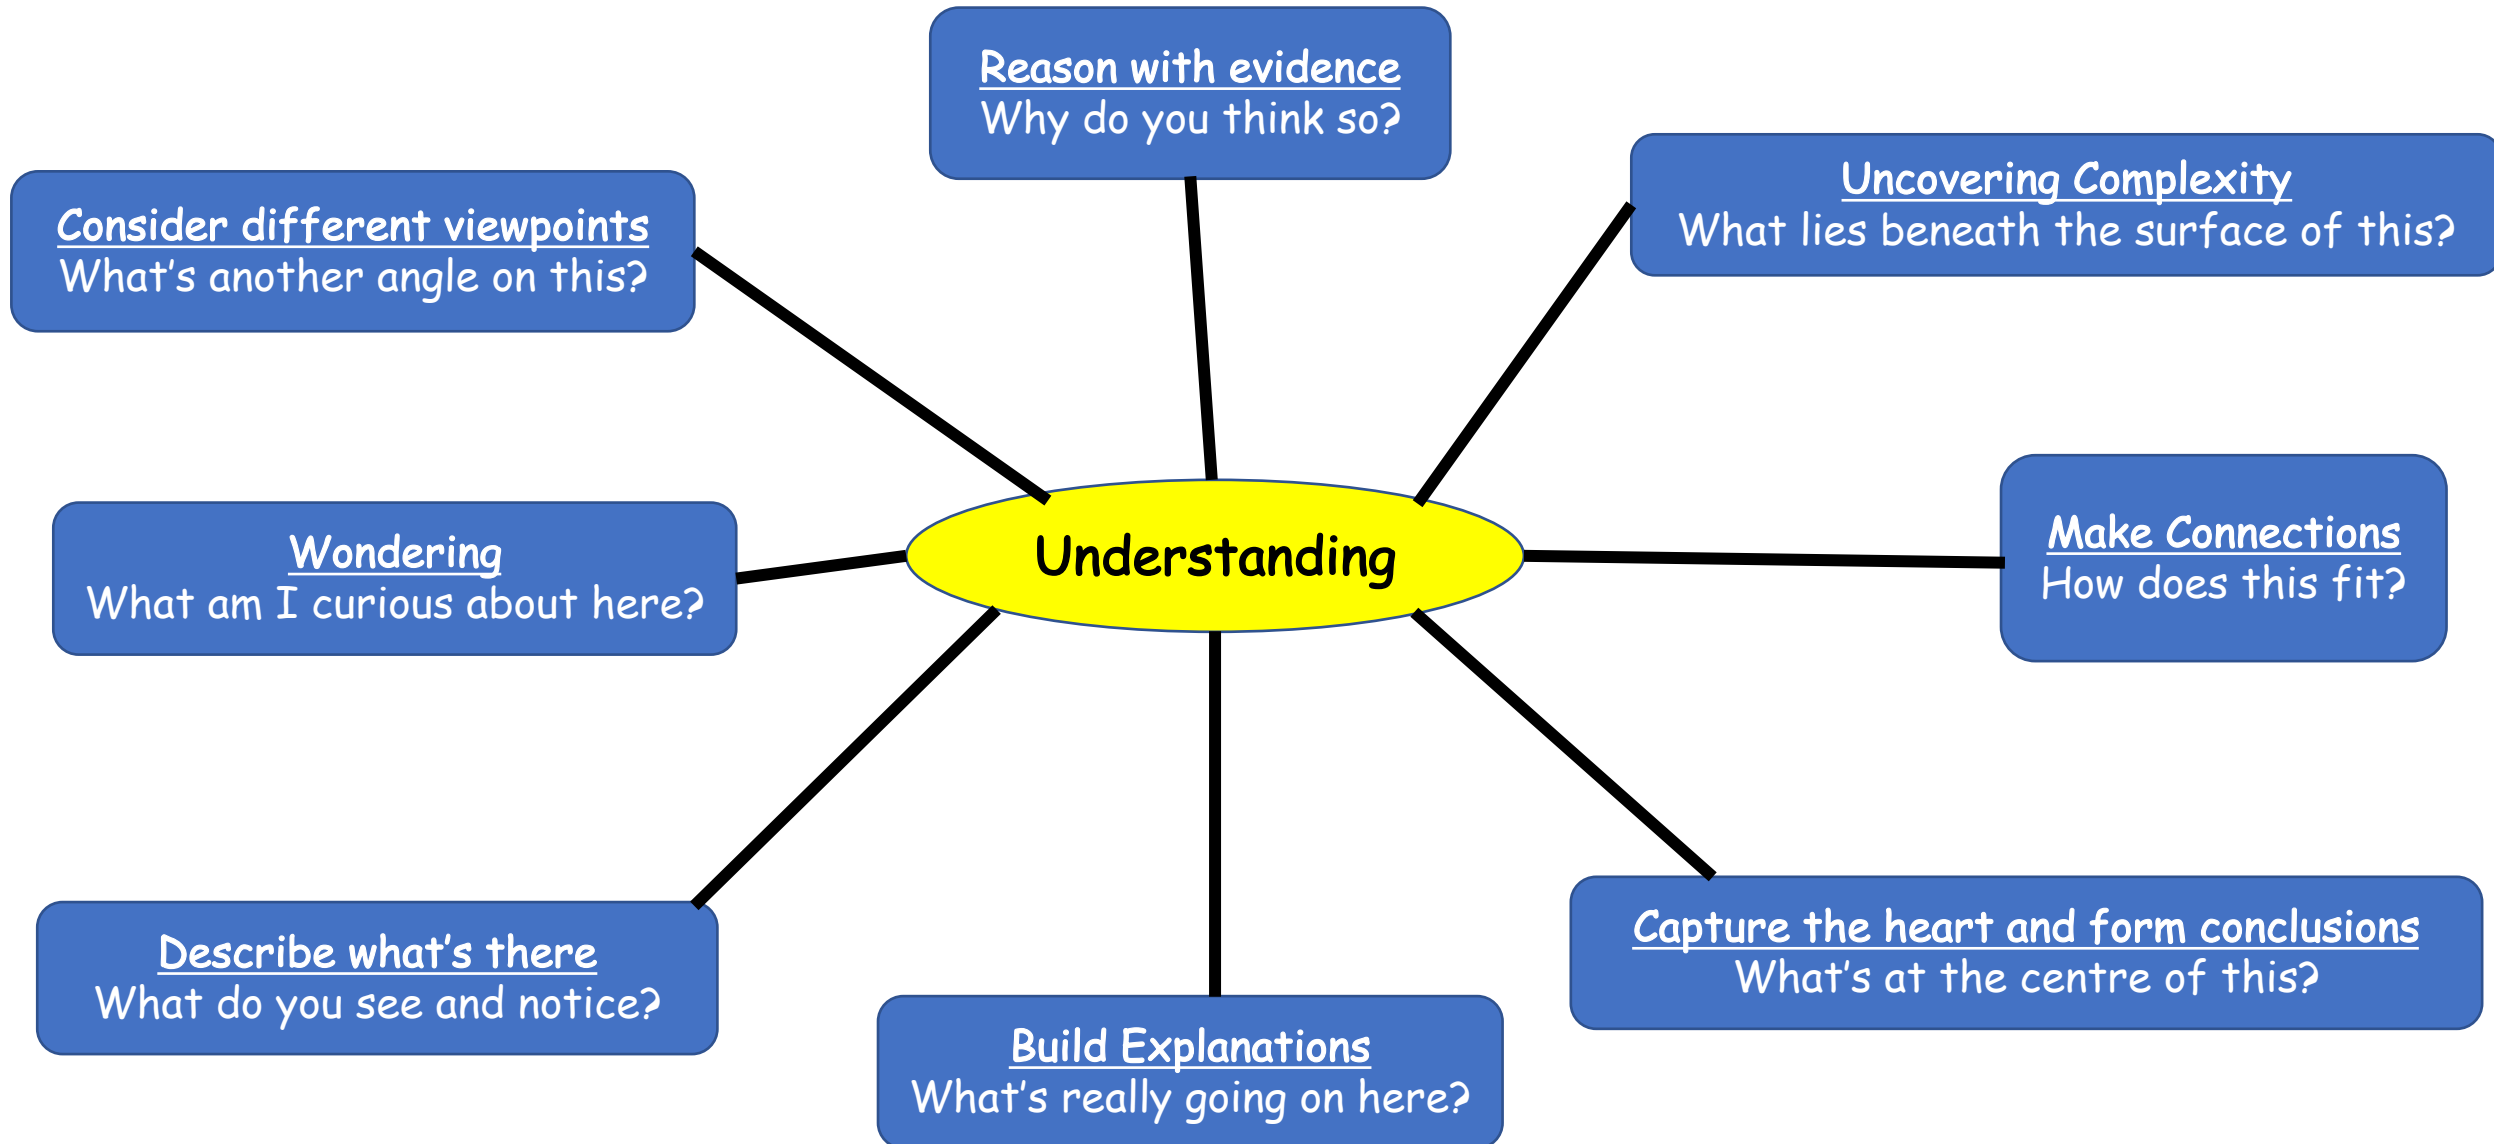 Reason with evidence
Why do you think so?
Uncovering Complexity
What lies beneath the surface of this?
Consider different viewpoints
What's another angle on this?
Make Connections
How does this fit?
Understanding
Wondering
What am I curious about here?
Capture the heart and form conclusions
What's at the centre of this?
Describe what's there
What do you see and notice?
Build Explanations
What's really going on here?